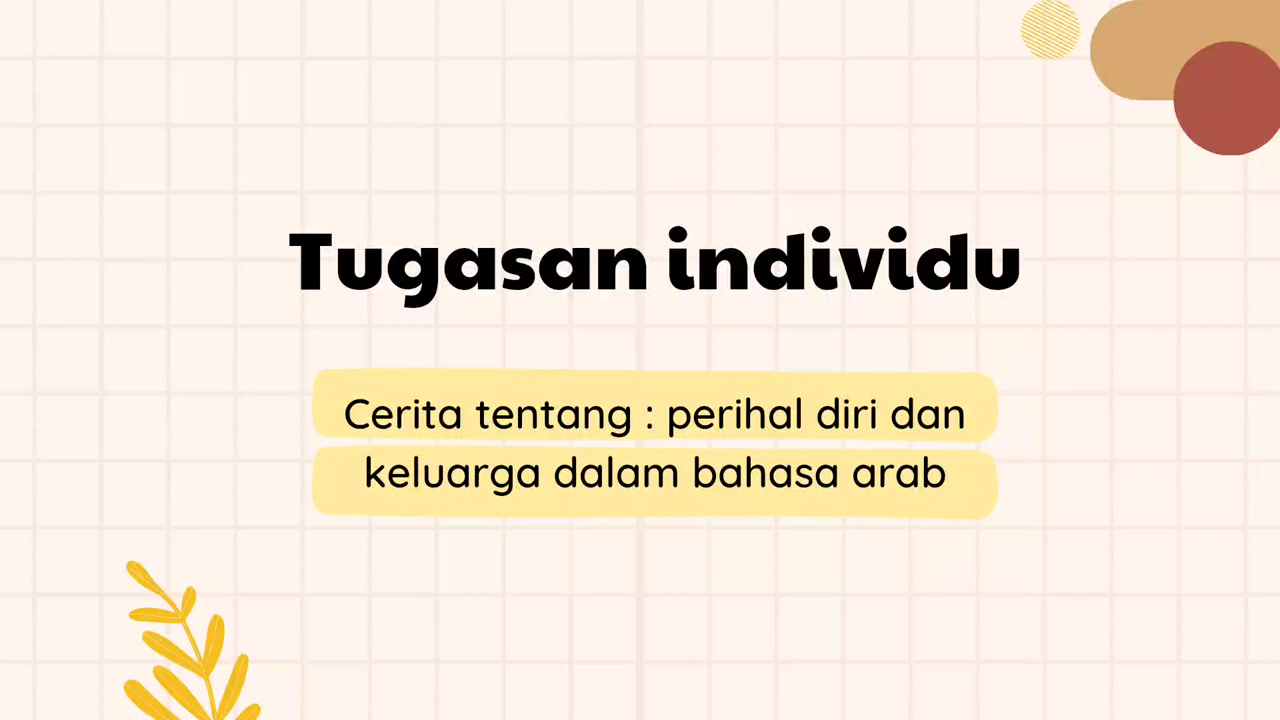 Tugasan individu
Cerita tentang : perihal diri dan
keluarga dalam bahasa arab